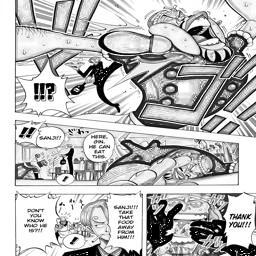 !!?
SANJI!!!
HERE,
GIN.
HE CAN
EAT
THIS.
!!
THANK
YOU!!!
SANJI!!!
TAKE
THAT
FOOD
AWAY
FROM
HIM!!!
DON'T
YOU
KNOW
WHO HE
IS?!!